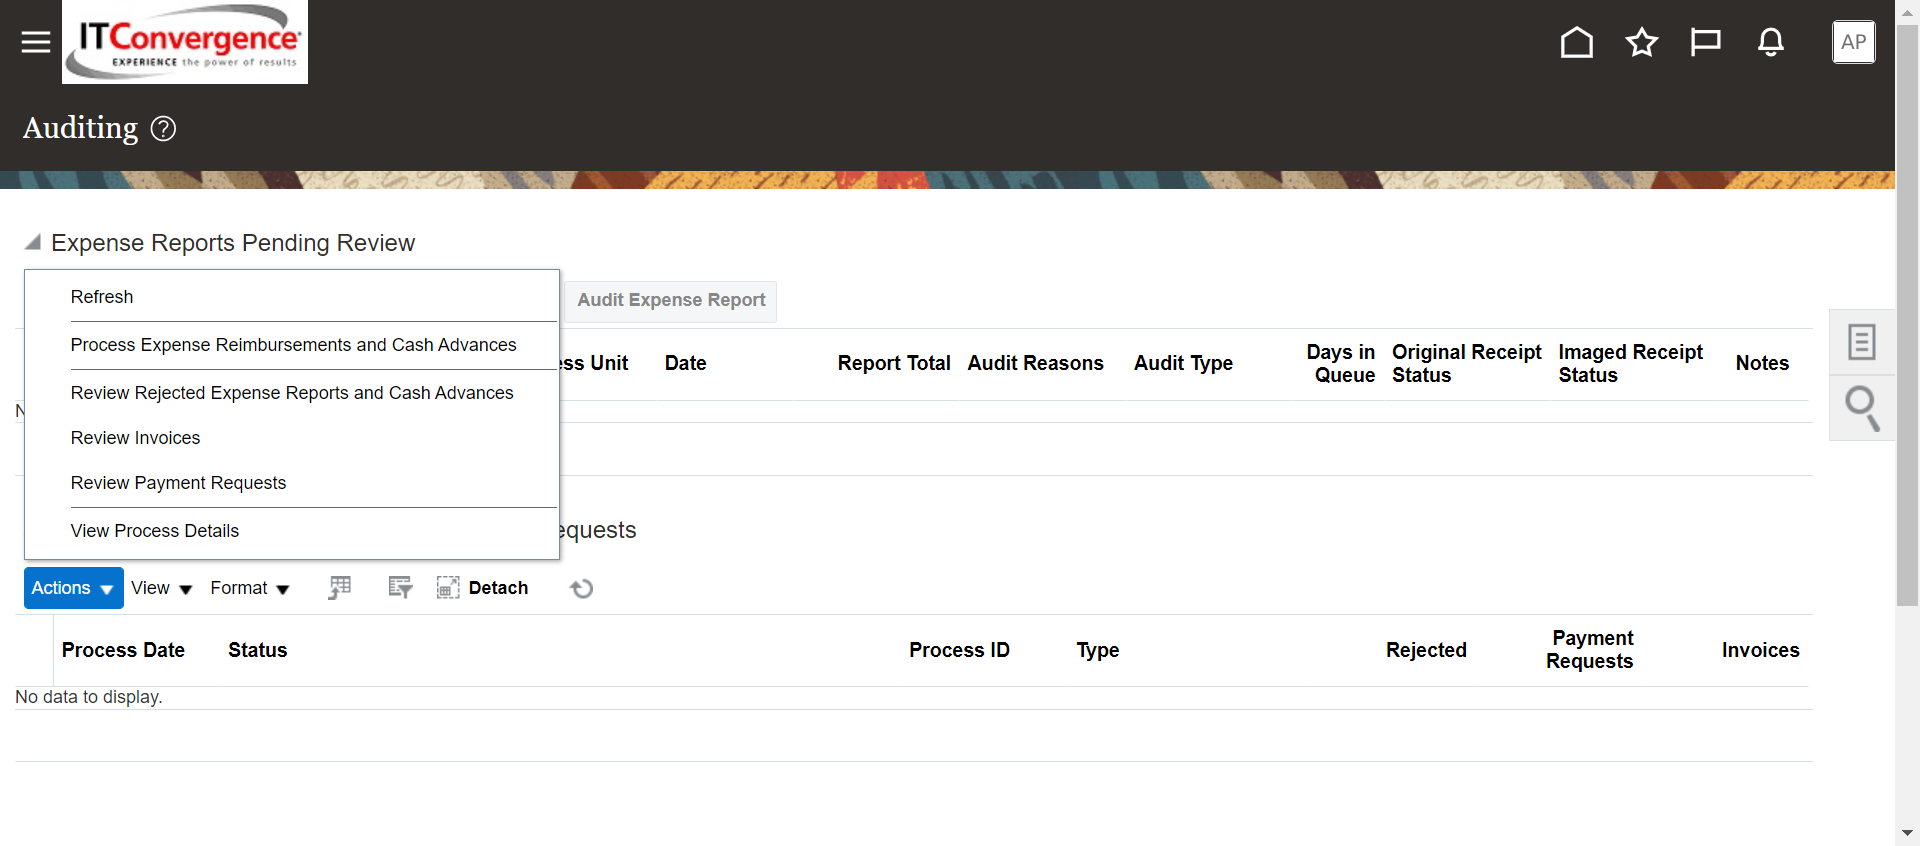 ITConvergence
EXPERIENCE the power of results
AP
Auditing ?
Expense Reports Pending Review
Refresh
Audit Expense Report
Process Expense Reimbursements and Cash Advances
ss Unit
Date
Report Total
Audit Reasons
Audit Type
Days in Queue
Original Receipt Status
Imaged Receipt Status
Notes
Review Rejected Expense Reports and Cash Advances
N
Review Invoices
Review Payment Requests
View Process Details
equests
Actions View Format Detach
Process Date
Status
Process ID
Type
Rejected
Payment Requests
Invoices
No data to display.